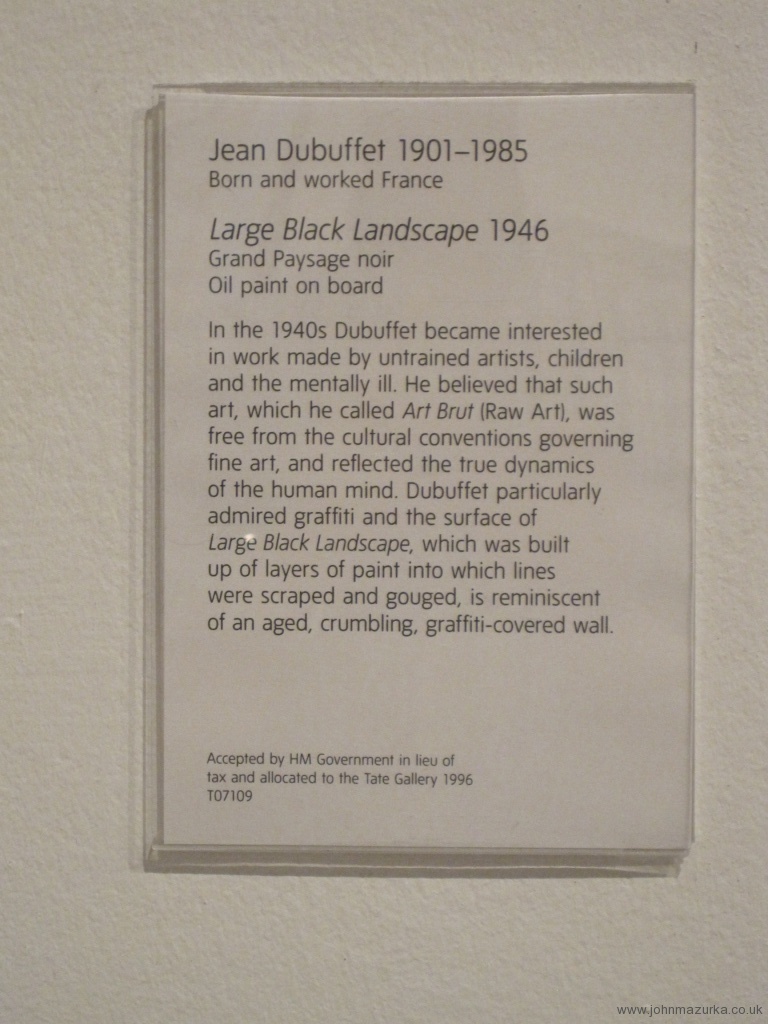 Jean Dubuffet 1901–1985
Born and worked France
Large Black Landscape 1946
Grand Paysage noir
Oil paint on board
In the 1940s Dubuffet became interested
in work made by untrained artists, children
and the mentally ill. He believed that such
art, which he called Art Brut (Raw Art), was
free from the cultural conventions governing
fine art, and reflected the true dynamics
of the human mind. Dubuffet particularly
admired graffiti and the surface of
Large Black Landscape, which was built
up of layers of paint into which lines
were scraped and gouged, is reminiscent
of an aged, crumbling, graffiti-covered wall.
Accepted by HM Government in lieu of
tax and allocated to the Tate Gallery 1996
T07109
www.johnmazurka.co.uk